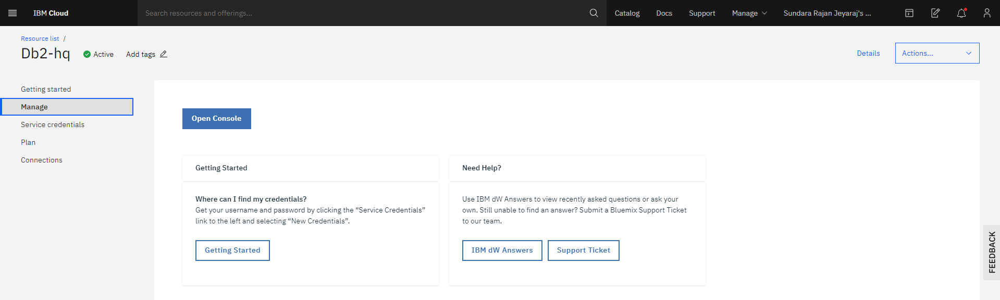 IBM Cloud
Search resources and offerings...
Catalog
Docs
Support
Manage
Sundara Rajan Jeyaraj's ...
Resource list /
Db2-hq
Active
Add tags
Details
Actions...
Getting started
Manage
Service credentials
Plan
Connections
Open Console
Getting Started
Where can I find my credentials?
Get your username and password by clicking the “Service Credentials”
link to the left and selecting “New Credentials”.
Getting Started
Need Help?
Use IBM dW Answers to view recently asked questions or ask your
own. Still unable to find an answer? Submit a Bluemix Support Ticket
to our team.
IBM dW Answers
Support Ticket
FEEDBACK